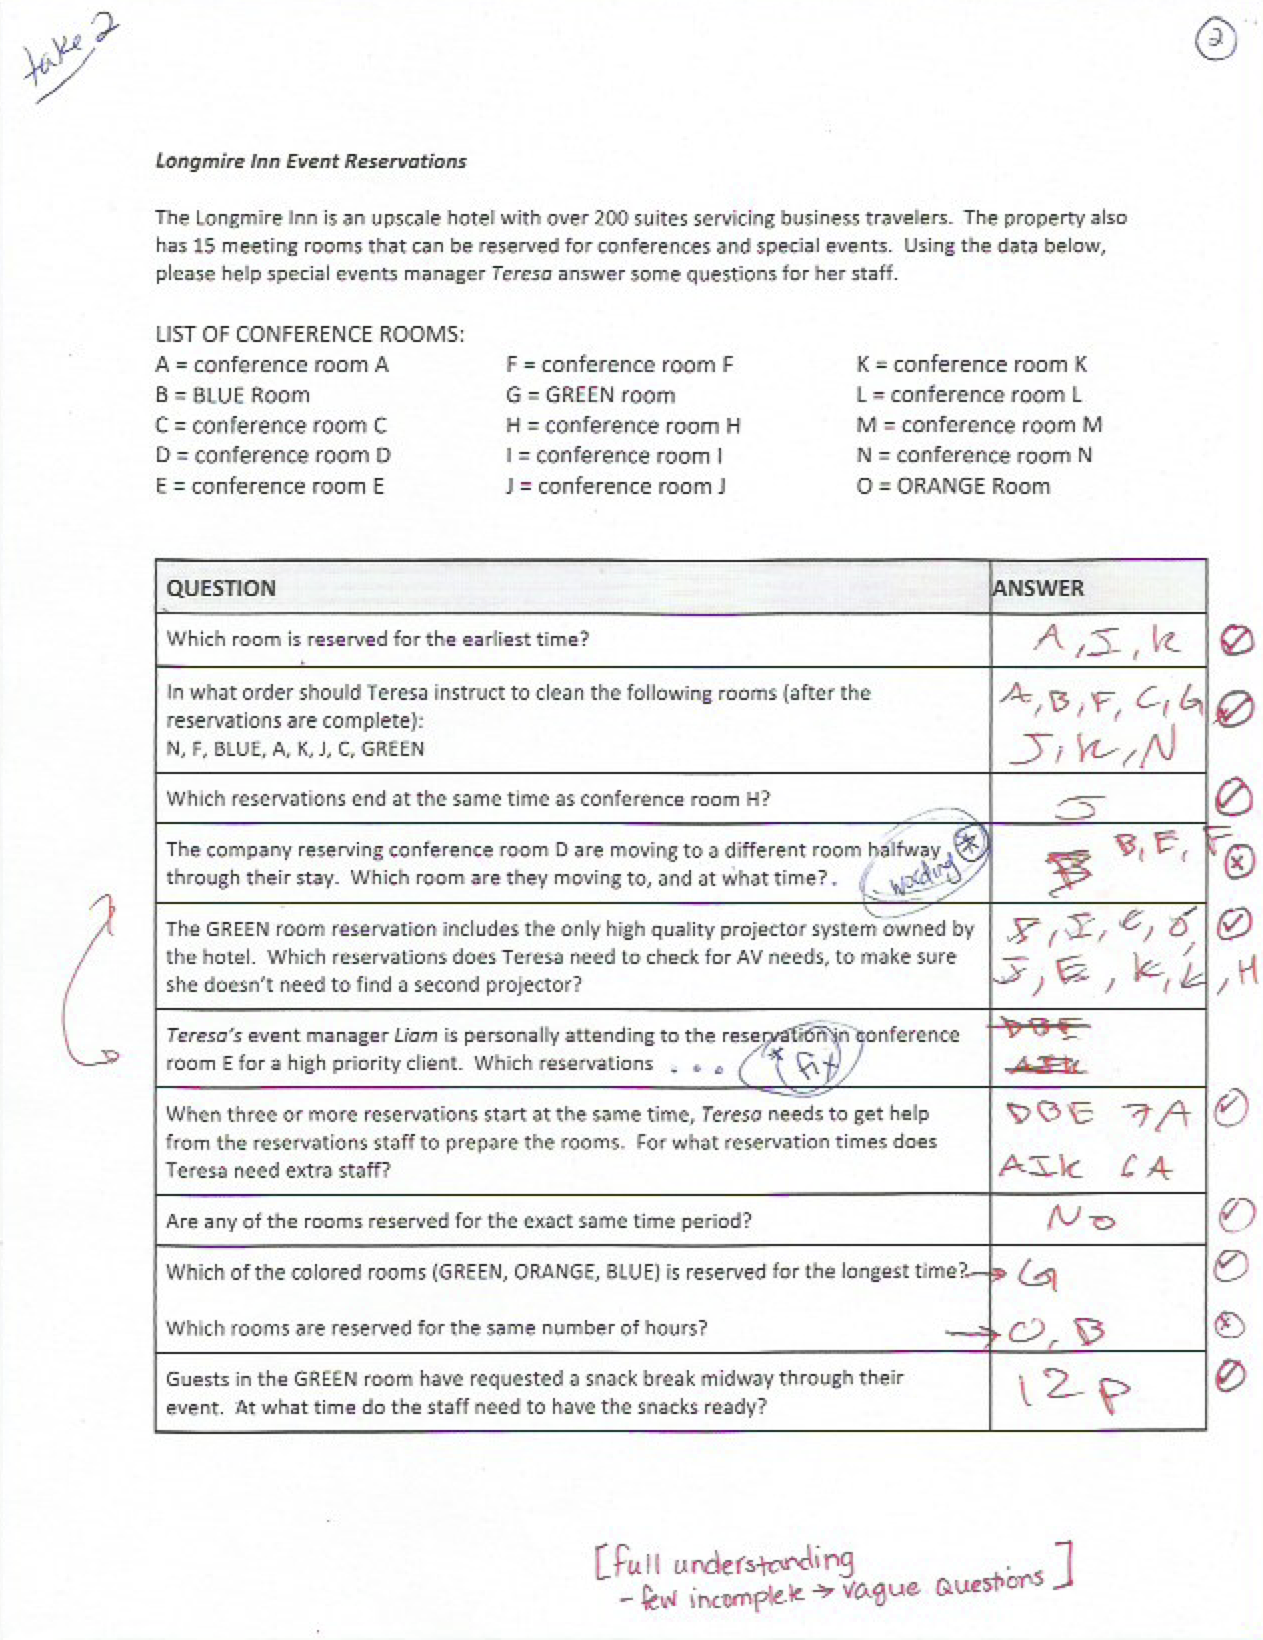 take 2
2
Longmire Inn Event Reservations
The Longmire Inn is an upscale hotel with over 200 suites servicing business travelers. The property also
has 15 meeting rooms that can be reserved for conferences and special events. Using the data below,
please help special events manager Teresa answer some questions for her staff.
LIST OF CONFERENCE ROOMS:
A = conference room A F = conference room F K = conference room K
B = BLUE Room G = GREEN room L = conference room L
C = conference room C H = conference room H M = conference room M
D = conference room D I = conference room I N = conference room N
E = conference room E J = conference room J O = ORANGE Room
QUESTION ANSWER
Which room is reserved for the earliest time? A, I, K
In what order should Teresa instruct to clean the following rooms (after the
reservations are complete):
N, F, BLUE, A, K, J, C, GREEN
A, B, F, C, G
J, K, N
Which reservations end at the same time as conference room H? J
The company reserving conference room D are moving to a different room halfway
through their stay. Which room are they moving to, and at what time?.
* wording
B, E, F
The GREEN room reservation includes the only high quality projector system owned by
the hotel. Which reservations does Teresa need to check for AV needs, to make sure
she doesn't need to find a second projector?
J, E, K, L, H
Teresa's event manager Liam is personally attending to the reservation in conference
room E for a high priority client. Which reservations ...
* fix
DBE
AIK
When three or more reservations start at the same time, Teresa needs to get help
from the reservations staff to prepare the rooms. For what reservation times does
Teresa need extra staff?
DBE 7A
AIK 6A
Are any of the rooms reserved for the exact same time period? No
Which of the colored rooms (GREEN, ORANGE, BLUE) is reserved for the longest time? → G
Which rooms are reserved for the same number of hours? → O, B
Guests in the GREEN room have requested a snack break midway through their
event. At what time do the staff need to have the snacks ready?
12p
[full understanding
- few incomplete → vague questions]